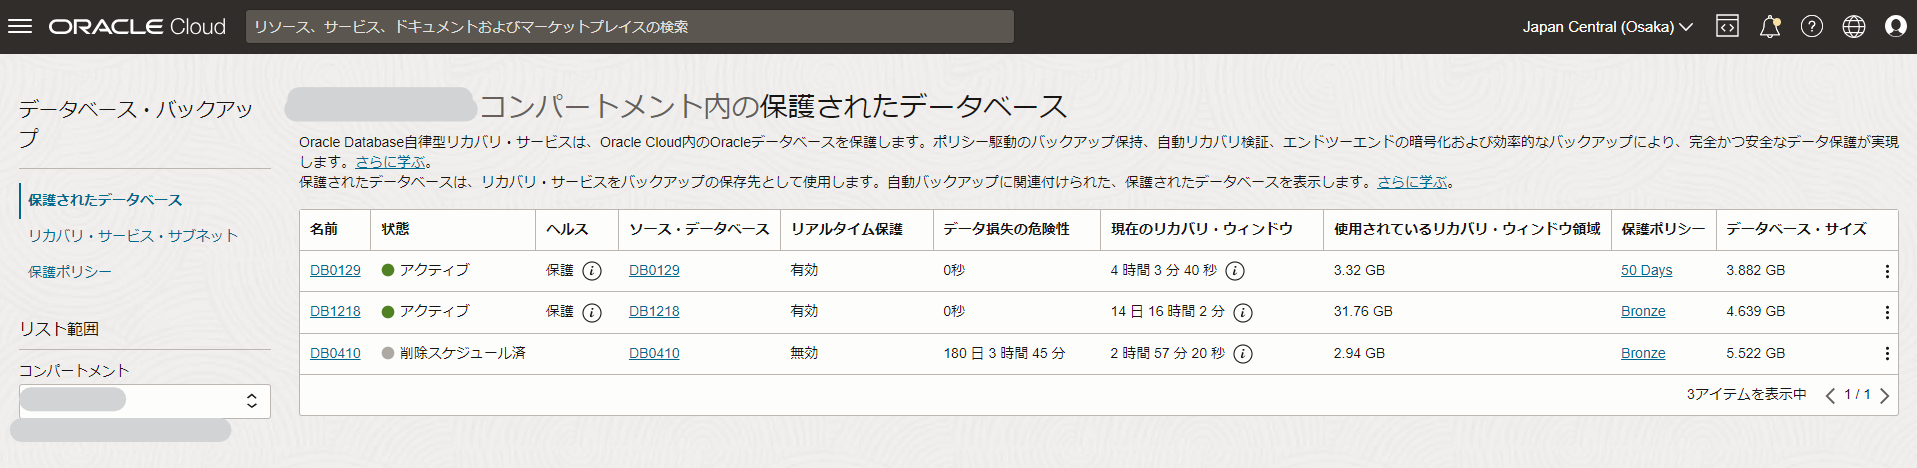 ORACLE Cloud
リソース、サービス、ドキュメントおよびマーケットプレイスの検索
Japan Central (Osaka)
データベース・バックアッ
プ
保護されたデータベース
リカバリ・サービス・サブネット
保護ポリシー
リスト範囲
コンパートメント
コンパートメント内の保護されたデータベース
Oracle Database自律型リカバリ・サービスは、Oracle Cloud内のOracleデータベースを保護します。ポリシー駆動のバックアップ保持、自動リカバリ検証、エンドツーエンドの暗号化および効率的なバックアップにより、完全かつ安全なデータ保護が実現
します。さらに学ぶ。
保護されたデータベースは、リカバリ・サービスをバックアップの保存先として使用します。自動バックアップに関連付けられた、保護されたデータベースを表示します。さらに学ぶ。
名前 状態 ヘルス ソース・データベース リアルタイム保護 データ損失の危険性 現在のリカバリ・ウィンドウ 使用されているリカバリ・ウィンドウ領域 保護ポリシー データベース・サイズ
DB0129 アクティブ 保護 DB0129 有効 0秒 4 時間 3 分 40 秒 3.32 GB 50 Days 3.882 GB
DB1218 アクティブ 保護 DB1218 有効 0秒 14 日 16 時間 2 分 31.76 GB Bronze 4.639 GB
DB0410 削除スケジュール済 DB0410 無効 180 日 3 時間 45 分 2 時間 57 分 20 秒 2.94 GB Bronze 5.522 GB
3アイテムを表示中 1 / 1